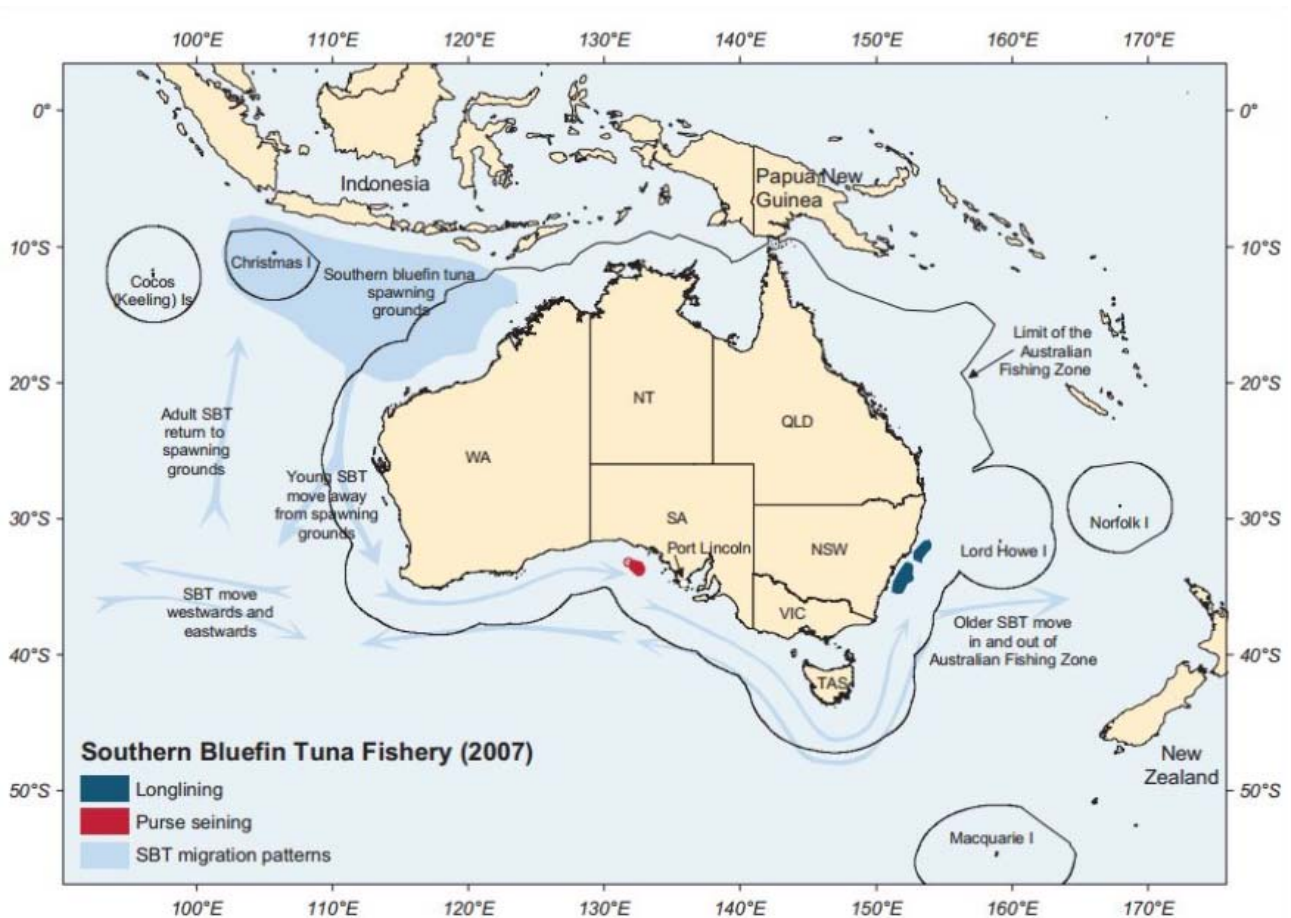 100°E 110°E 120°E 130°E 140°E 150°E 160°E 170°E
0° 0°
Indonesia
Papua New
Guinea
10°S 10°S
Christmas I
Cocos
(Keeling) Is
Southern bluefin tuna
spawning
grounds
Limit of the
Australian
Fishing Zone
20°S 20°S
Adult SBT
return to
spawning
grounds
NT
QLD
WA
Young SBT
move away
from spawning
grounds
30°S 30°S
SA
Port Lincoln
NSW
Lord Howe I
Norfolk I
SBT move
westwards and
eastwards
VIC
Older SBT move
in and out of
Australian Fishing Zone
40°S 40°S
TAS
Southern Bluefin Tuna Fishery (2007)
Longlining
Purse seining
SBT migration patterns
New
Zealand
50°S 50°S
Macquarie I
100°E 110°E 120°E 130°E 140°E 150°E 160°E 170°E